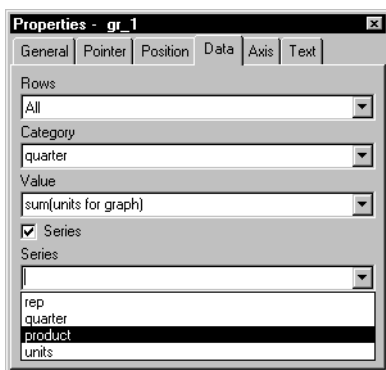 Properties - gr_1
General Pointer Position Data Axis Text
Rows
All
Category
quarter
Value
sum(units for graph)
Series
Series
rep
quarter
product
units